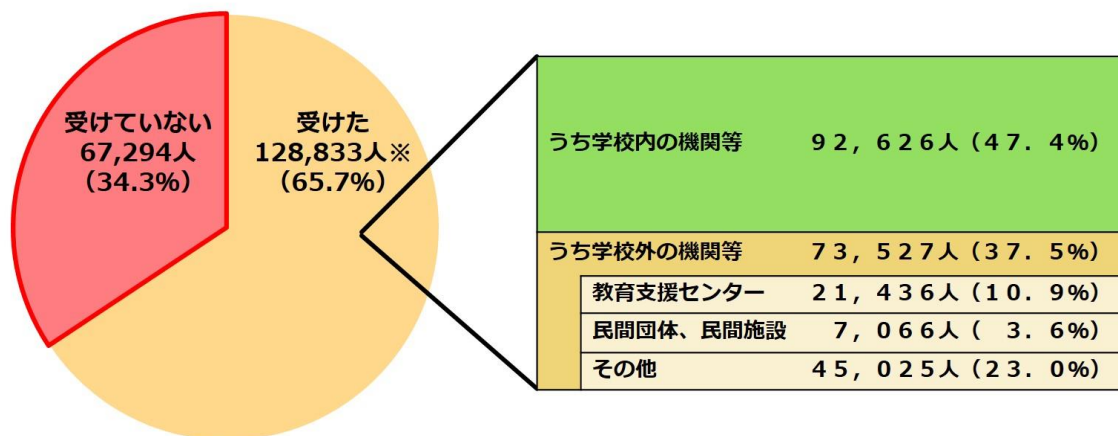 受けていない
67,294人
(34.3%)
受けた
128,833人※
(65.7%)
うち学校内の機関等 92,626人(47.4%)
うち学校外の機関等 73,527人(37.5%)
教育支援センター 21,436人(10.9%)
民間団体、民間施設 7,066人( 3.6%)
その他 45,025人(23.0%)